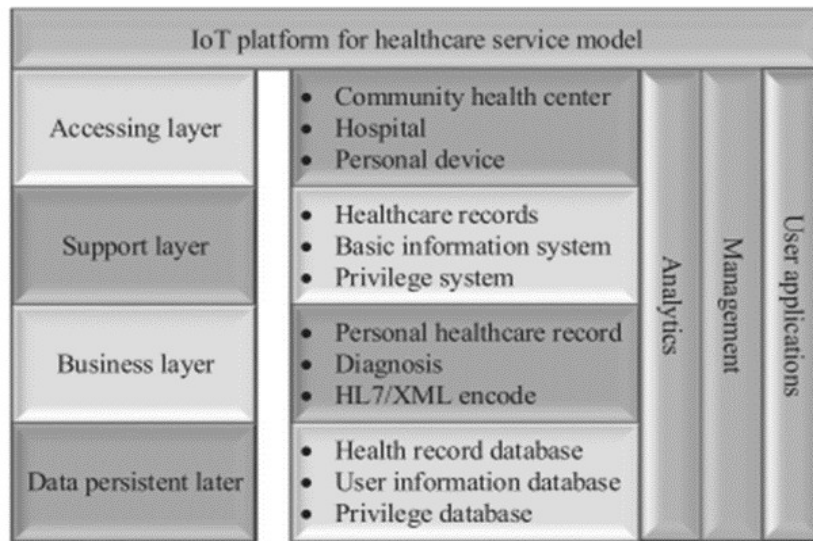 IoT platform for healthcare service model
Accessing layer
• Community health center
• Hospital
• Personal device
Support layer
• Healthcare records
• Basic information system
• Privilege system
Business layer
• Personal healthcare record
• Diagnosis
• HL7/XML encode
Data persistent later
• Health record database
• User information database
• Privilege database
Analytics
Management
User applications